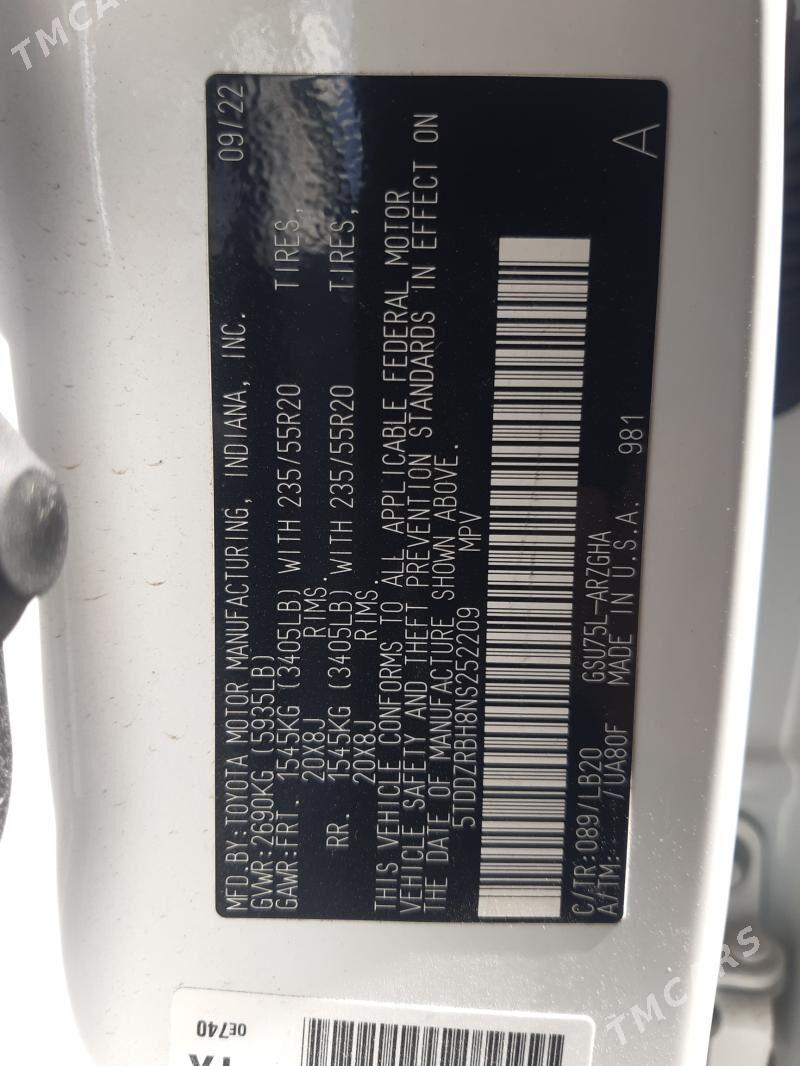 MFD.BY:TOYOTA MOTOR MANUFACTURING, INDIANA, INC. 09/22
GVWR:2690KG (5935LB)
GAWR:FRT. 1545KG (3405LB) WITH 235/55R20 TIRES,
20X8J RIMS.
RR. 1545KG (3405LB) WITH 235/55R20 TIRES,
20X8J RIMS.
THIS VEHICLE CONFORMS TO ALL APPLICABLE FEDERAL MOTOR
VEHICLE SAFETY AND THEFT PREVENTION STANDARDS IN EFFECT ON
THE DATE OF MANUFACTURE SHOWN ABOVE.
5TDDZRBH8NS252209 MPV
C/TR:089/LB20 GSU75L-ARZGHA
A/TM: /UA80F MADE IN U.S.A. 981 A
0E740
TMCARS
TMCARS